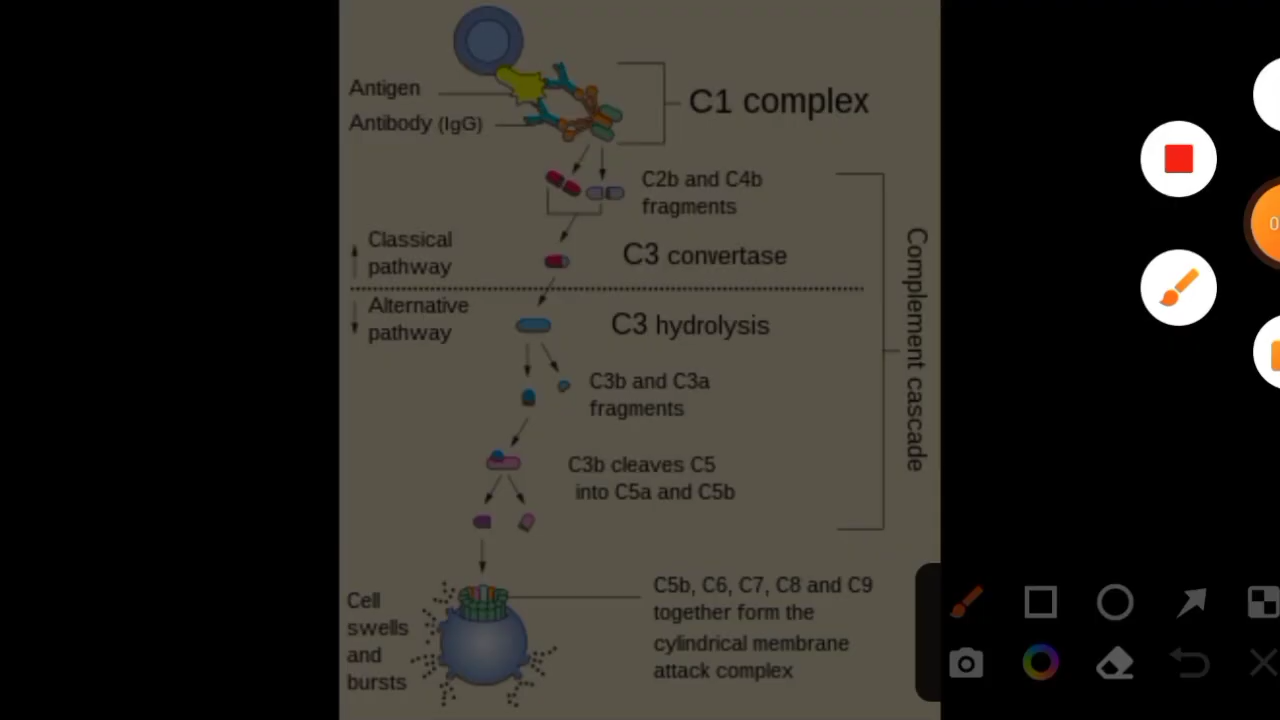 Antigen
Antibody (IgG)
C1 complex
C2b and C4b
fragments
Classical
pathway
C3 convertase
Alternative
pathway
C3 hydrolysis
C3b and C3a
fragments
C3b cleaves C5
into C5a and C5b
Complement cascade
Cell
swells
and
bursts
C5b, C6, C7, C8 and C9
together form the
cylindrical membrane
attack complex
0